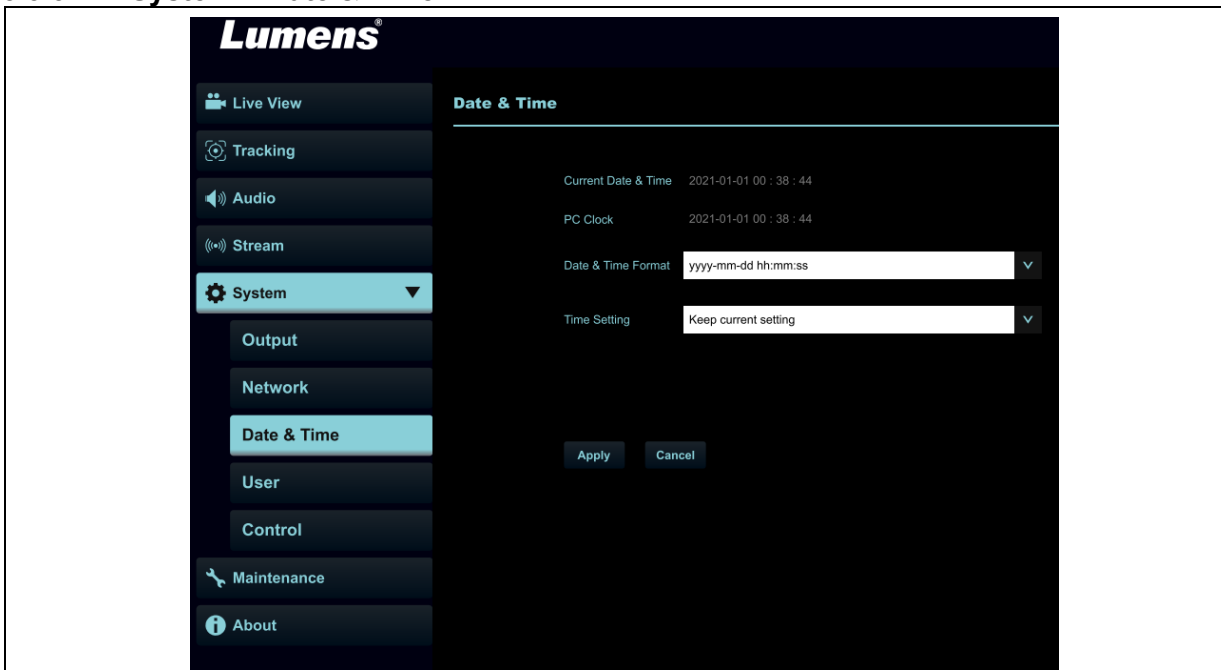 Lumens®
Live View
Tracking
Audio
Stream
System
Output
Network
Date & Time
User
Control
Maintenance
About
Date & Time
Current Date & Time 2021-01-01 00 : 38 : 44
PC Clock 2021-01-01 00 : 38 : 44
Date & Time Format yyyy-mm-dd hh:mm:ss
Time Setting Keep current setting
Apply Cancel